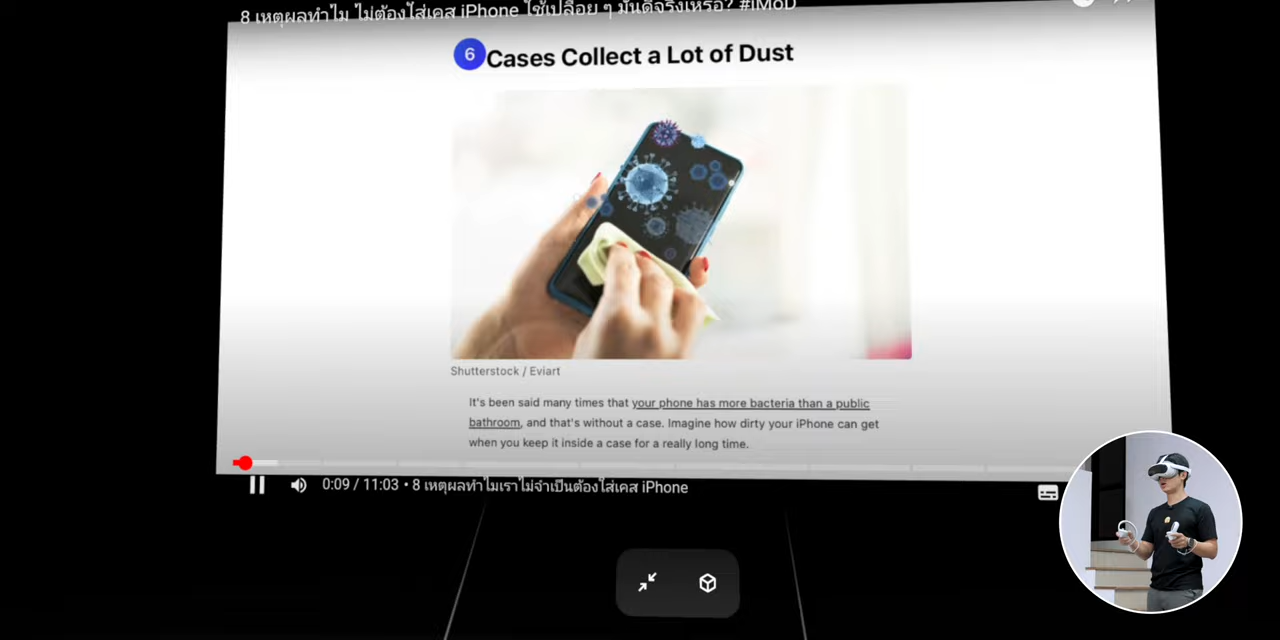 8 เหตุผลทำไม ไม่ต้องใส่เคส iPhone ใช้เปลือย ๆ มันดีจริงเหรอ? #iMoD
6 Cases Collect a Lot of Dust
Shutterstock / Eviart
It's been said many times that your phone has more bacteria than a public
bathroom, and that's without a case. Imagine how dirty your iPhone can get
when you keep it inside a case for a really long time.
0:09 / 11:03 • 8 เหตุผลทำไมเราไม่จำเป็นต้องใส่เคส iPhone